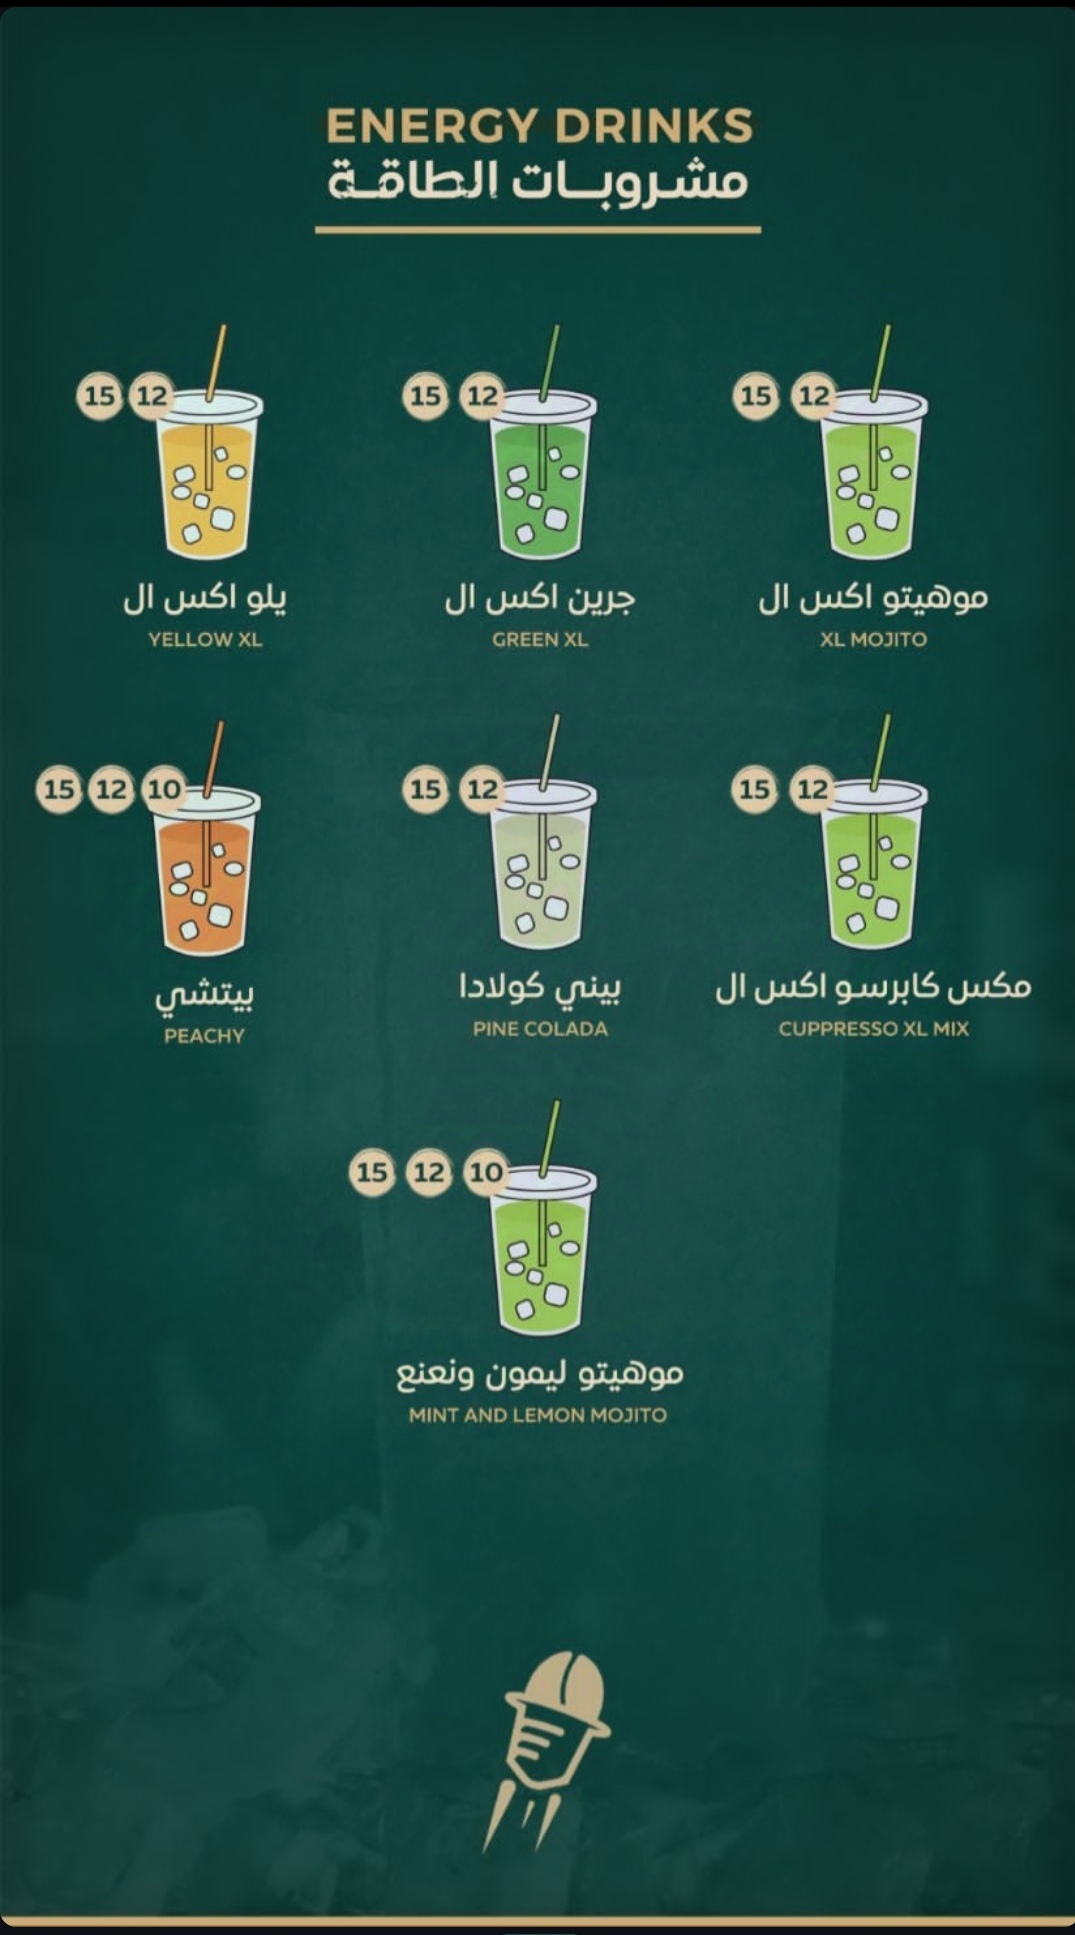 ENERGY DRINKS
مشروبات الطاقة
15 12
15 12
15 12
يلو اكس ال
جرين اكس ال
موهيتو اكس ال
YELLOW XL
GREEN XL
XL MOJITO
15 12 10
15 12
15 12
بيتشي
بيني كولادا
مكس كابرسو اكس ال
PEACHY
PINE COLADA
CUPPRESSO XL MIX
15 12 10
موهيتو ليمون ونعنع
MINT AND LEMON MOJITO